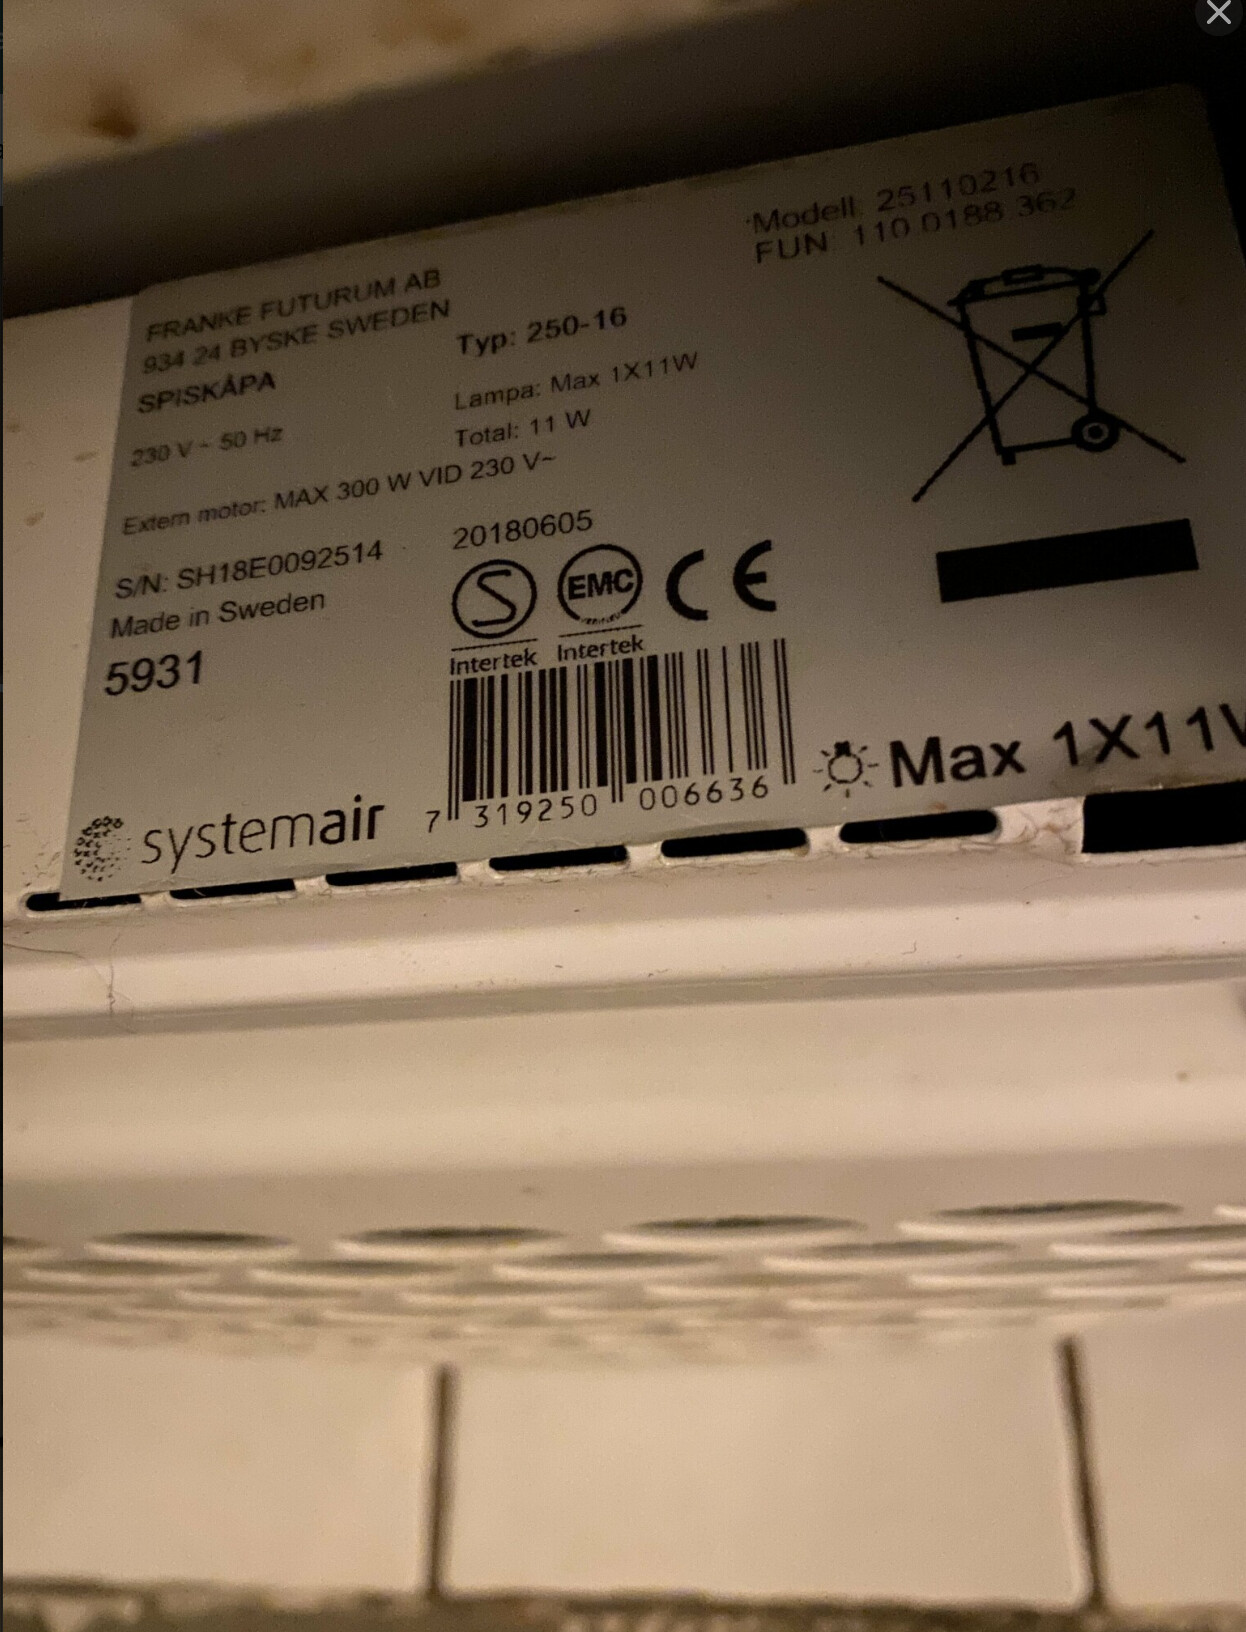 Modell: 25110216
FUN: 110.0188.362
FRANKE FUTURUM AB
934 24 BYSKE SWEDEN
SPISKÅPA
Typ: 250-16
230 V ~ 50 Hz
Lampa: Max 1X11W
Total: 11 W
Extern motor: MAX 300 W VID 230 V~
S/N: SH18E0092514
20180605
Made in Sweden
5931
S
EMC
CE
Intertek
Intertek
7 319250 006636
Max 1X11W
systemair